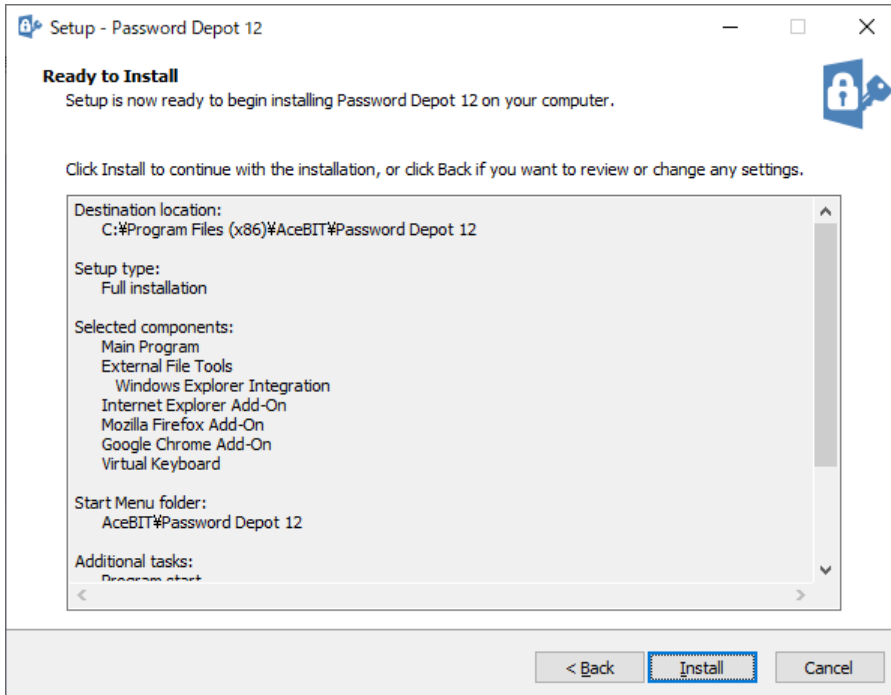 Setup - Password Depot 12
Ready to Install
Setup is now ready to begin installing Password Depot 12 on your computer.
Click Install to continue with the installation, or click Back if you want to review or change any settings.
Destination location:
C:¥Program Files (x86)¥AceBIT¥Password Depot 12
Setup type:
Full installation
Selected components:
Main Program
External File Tools
Windows Explorer Integration
Internet Explorer Add-On
Mozilla Firefox Add-On
Google Chrome Add-On
Virtual Keyboard
Start Menu folder:
AceBIT¥Password Depot 12
Additional tasks:
Program start
< Back
Install
Cancel